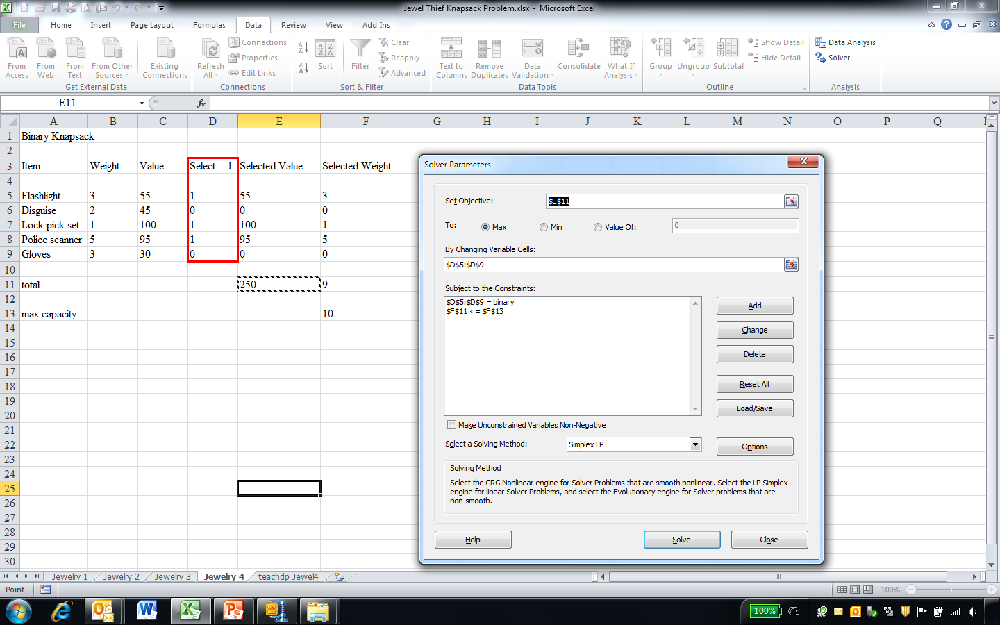 Jewel Thief Knapsack Problem.xlsx - Microsoft Excel
File Home Insert Page Layout Formulas Data Review View Add-Ins
From Access From Web From Text From Other Sources Existing Connections Refresh All Connections Properties Edit Links Sort Filter Clear Reapply Advanced Text to Columns Remove Duplicates Data Validation Consolidate What-If Analysis Group Ungroup Subtotal Show Detail Hide Detail Data Analysis Solver
Get External Data Connections Sort & Filter Data Tools Outline Analysis
E11 fx
A B C D E F G H I J K L M N O P Q
1 Binary Knapsack
2
3 Item Weight Value Select = 1 Selected Value Selected Weight
4
5 Flashlight 3 55 1 55 3
6 Disguise 2 45 0 0 0
7 Lock pick set 1 100 1 100 1
8 Police scanner 5 95 1 95 5
9 Gloves 3 30 0 0 0
10
11 total 250 9
12
13 max capacity 10
14
15
16
17
18
19
20
21
22
23
24
25
26
27
28
29
30
Solver Parameters
Set Objective: $E$11
To: Max Min Value Of: 0
By Changing Variable Cells:
$D$5:$D$9
Subject to the Constraints:
$D$5:$D$9 = binary
$F$11 <= $F$13
Add
Change
Delete
Reset All
Load/Save
Make Unconstrained Variables Non-Negative
Select a Solving Method: Simplex LP Options
Solving Method
Select the GRG Nonlinear engine for Solver Problems that are smooth nonlinear. Select the LP Simplex
engine for linear Solver Problems, and select the Evolutionary engine for Solver problems that are
non-smooth.
Help Solve Close
Jewelry 1 Jewelry 2 Jewelry 3 Jewelry 4 teachdp Jewel4
Point 100%
100%